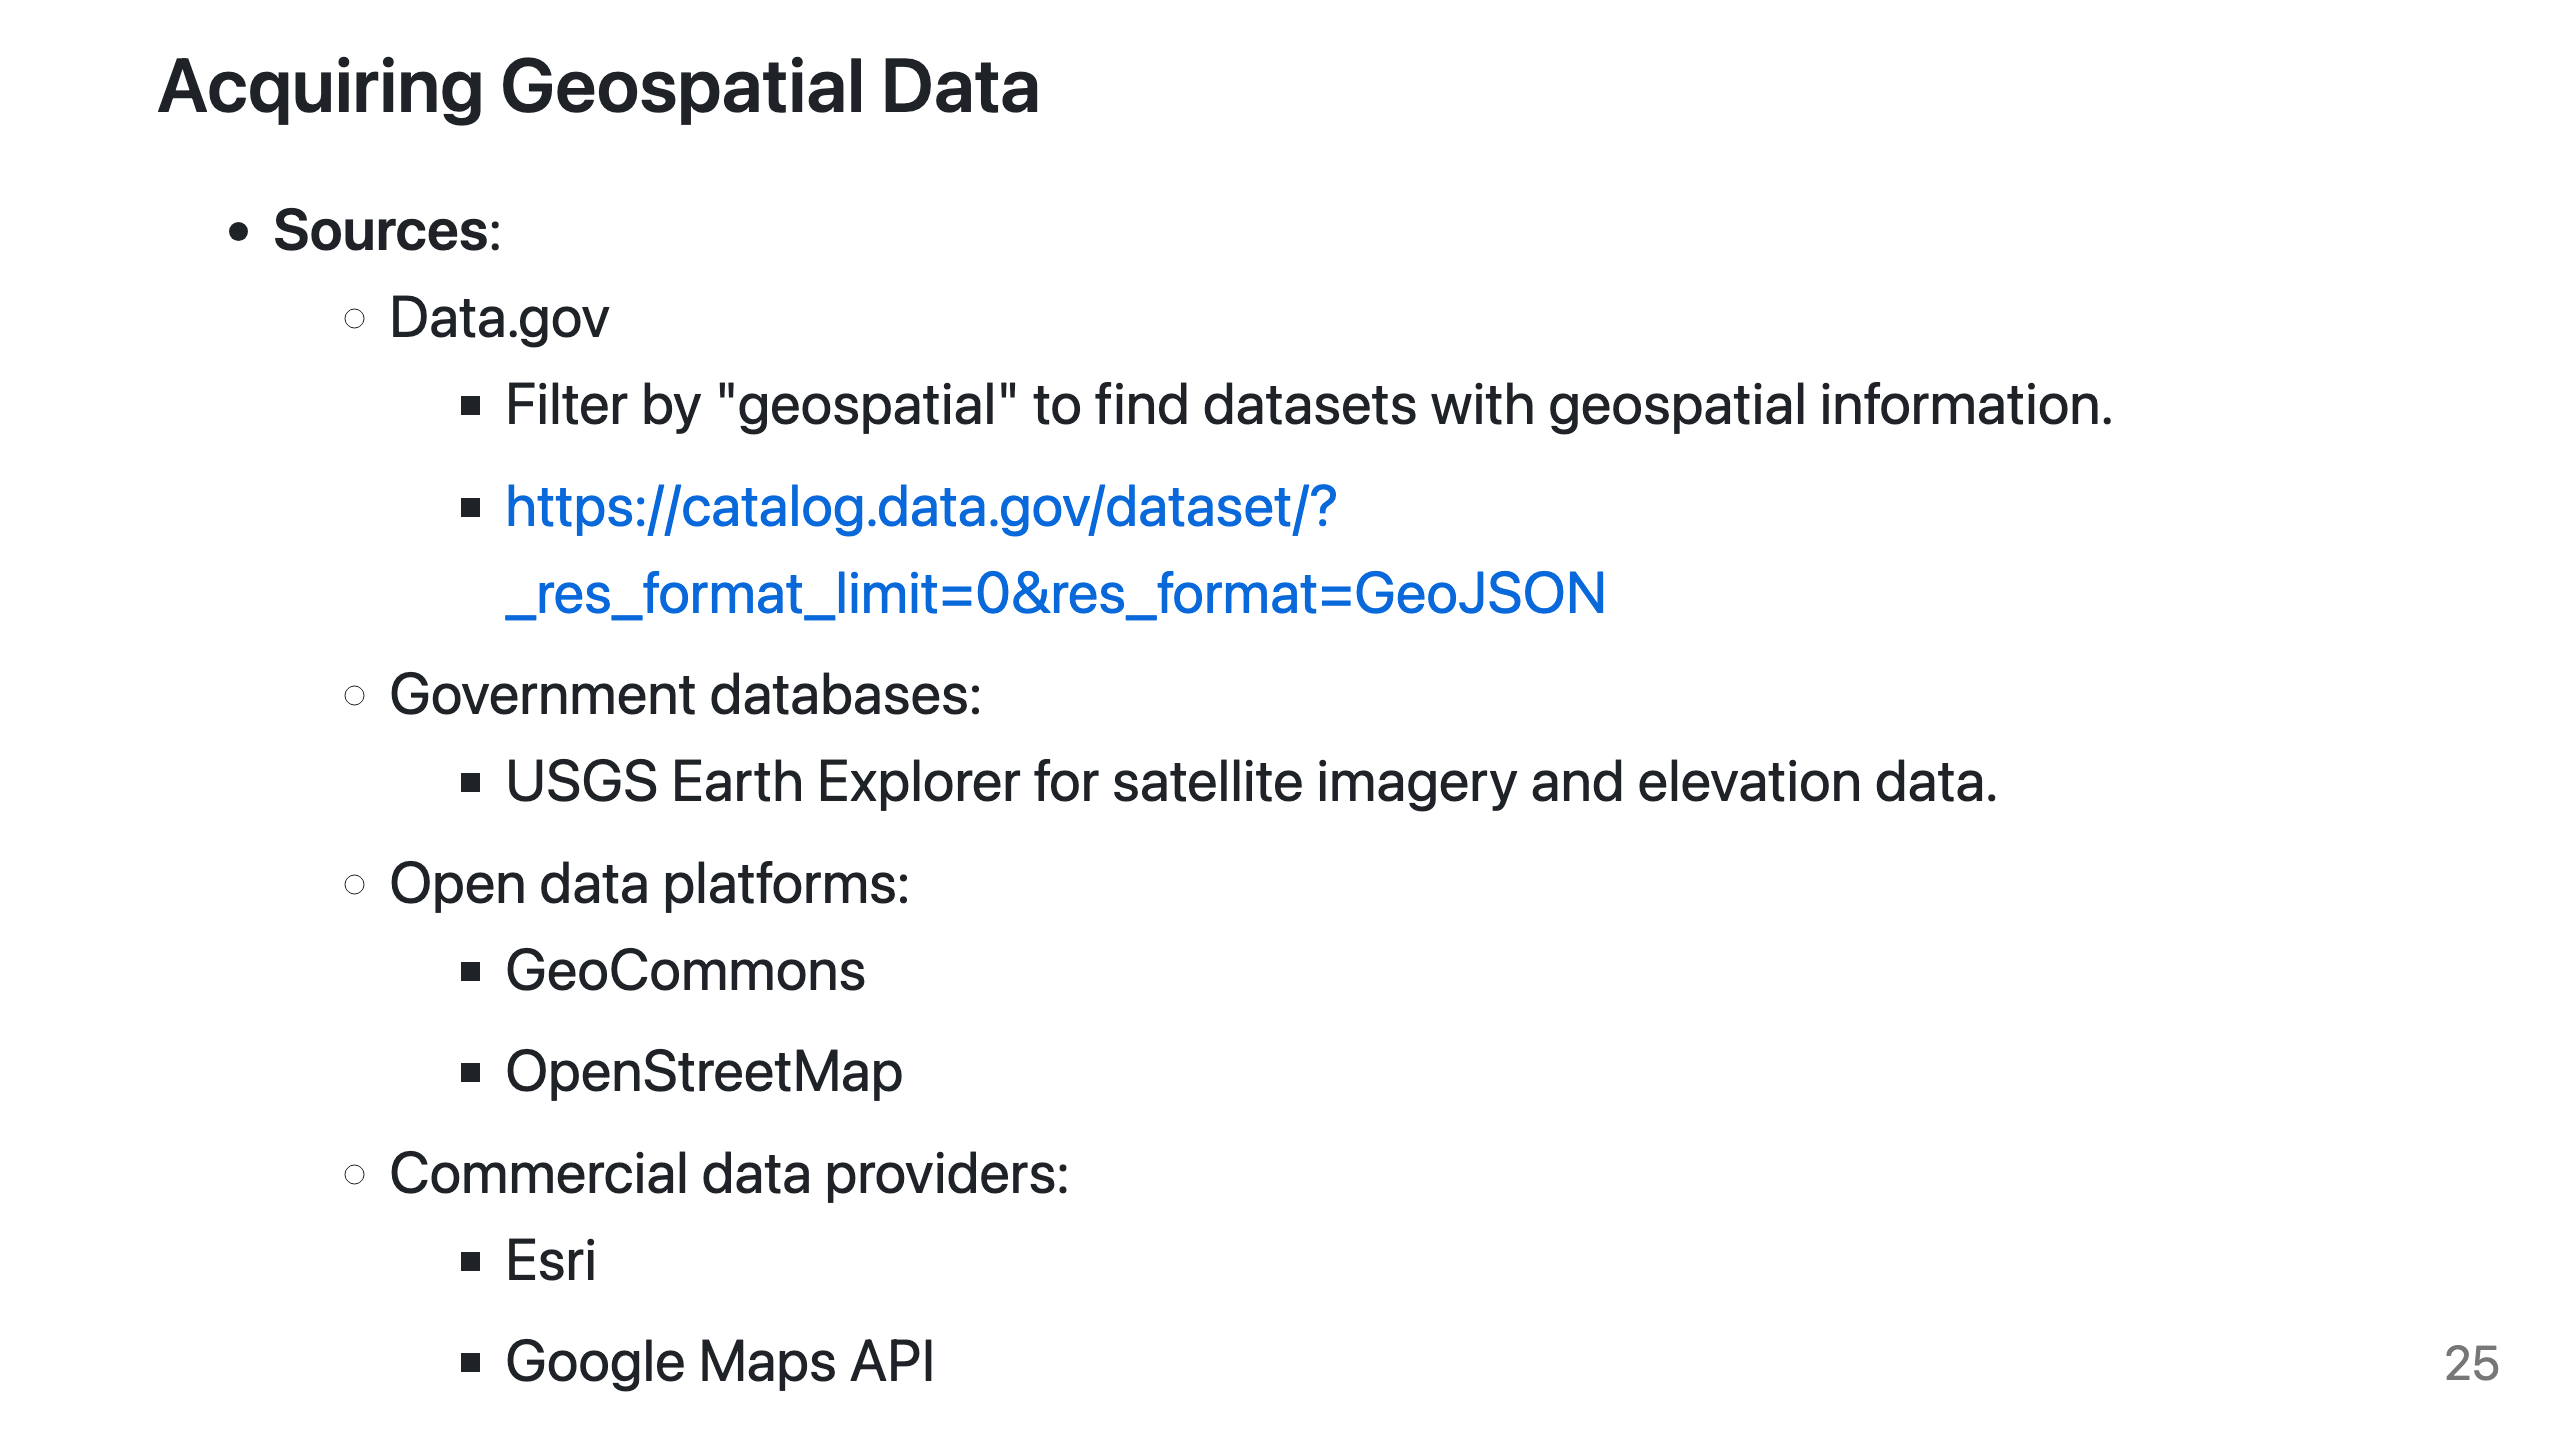 Acquiring Geospatial Data
Sources:
Data.gov
Filter by "geospatial" to find datasets with geospatial information.
https://catalog.data.gov/dataset/?
_res_format_limit=0&res_format=GeoJSON
Government databases:
USGS Earth Explorer for satellite imagery and elevation data.
Open data platforms:
GeoCommons
OpenStreetMap
Commercial data providers:
Esri
Google Maps API
25